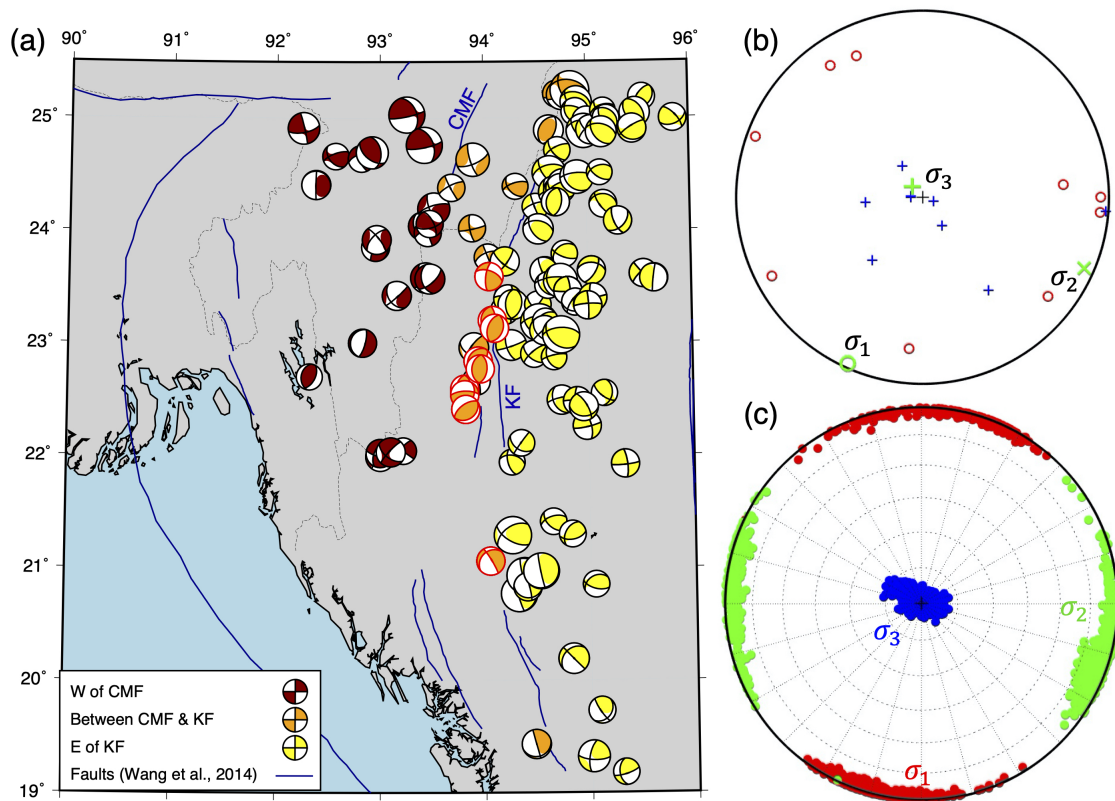 (a)
90˚ 91˚ 92˚ 93˚ 94˚ 95˚ 96˚
25˚
24˚
23˚
22˚
21˚
20˚
19˚
CMF
KF
W of CMF
Between CMF & KF
E of KF
Faults (Wang et al., 2014)
(b)
σ3
σ2
σ1
(c)
σ2
σ3
σ1